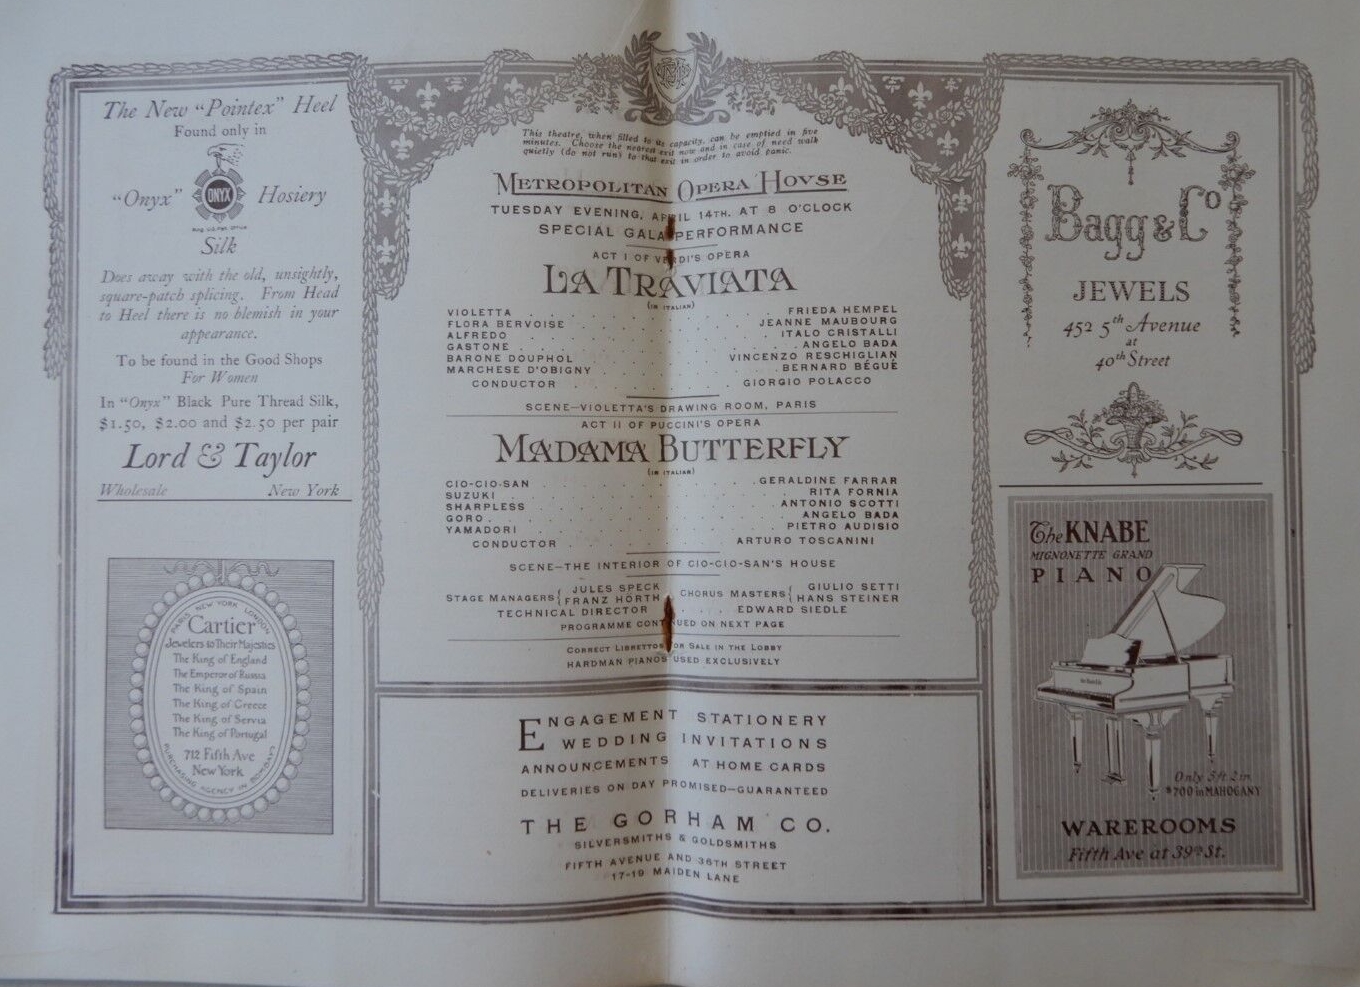 The New "Pointex" Heel
Found only in
ONYX
"Onyx" Hosiery
Reg. U.S. Pat. Office
Silk
Does away with the old, unsightly,
square-patch splicing. From Head
to Heel there is no blemish in your
appearance.
To be found in the Good Shops
For Women
In "Onyx" Black Pure Thread Silk,
$1.50, $2.00 and $2.50 per pair
Lord & Taylor
Wholesale New York
PARIS NEW YORK LONDON
Cartier
Jewelers to Their Majesties
The King of England
The Emperor of Russia
The King of Spain
The King of Greece
The King of Servia
The King of Portugal
712 Fifth Ave
New York
PURCHASING AGENCY IN BOMBAY
This theatre, when filled to its capacity, can be emptied in five
minutes. Choose the nearest exit now and in case of need walk
quietly (do not run) to that exit in order to avoid panic.
METROPOLITAN OPERA HOVSE
TUESDAY EVENING, APRIL 14TH, AT 8 O'CLOCK
SPECIAL GALA PERFORMANCE
ACT I OF VERDI'S OPERA
LA TRAVIATA
(IN ITALIAN)
VIOLETTA . . . FRIEDA HEMPEL
FLORA BERVOISE . . . JEANNE MAUBOURG
ALFREDO . . . ITALO CRISTALLI
GASTONE . . . ANGELO BADA
BARONE DOUPHOL . . . VINCENZO RESCHIGLIAN
MARCHESE D'OBIGNY . . . BERNARD BÉGUÉ
CONDUCTOR . . . GIORGIO POLACCO
SCENE—VIOLETTA'S DRAWING ROOM, PARIS
ACT II OF PUCCINI'S OPERA
MADAMA BUTTERFLY
(IN ITALIAN)
CIO-CIO-SAN . . . GERALDINE FARRAR
SUZUKI . . . RITA FORNIA
SHARPLESS . . . ANTONIO SCOTTI
GORO . . . ANGELO BADA
YAMADORI . . . PIETRO AUDISIO
CONDUCTOR . . . ARTURO TOSCANINI
SCENE—THE INTERIOR OF CIO-CIO-SAN'S HOUSE
STAGE MANAGERS { JULES SPECK CHORUS MASTERS { GIULIO SETTI
FRANZ HÖRTH HANS STEINER
TECHNICAL DIRECTOR . . . EDWARD SIEDLE
PROGRAMME CONTINUED ON NEXT PAGE
CORRECT LIBRETTOS FOR SALE IN THE LOBBY
HARDMAN PIANOS USED EXCLUSIVELY
ENGAGEMENT STATIONERY
WEDDING INVITATIONS
ANNOUNCEMENTS AT HOME CARDS
DELIVERIES ON DAY PROMISED—GUARANTEED
THE GORHAM CO.
SILVERSMITHS & GOLDSMITHS
FIFTH AVENUE AND 36TH STREET
17-19 MAIDEN LANE
Bagg & Co
JEWELS
452 5th Avenue
at
40th Street
The KNABE
MIGNONETTE GRAND
PIANO
Only 5ft. 2in
$700 in MAHOGANY
WAREROOMS
Fifth Ave at 39th St.